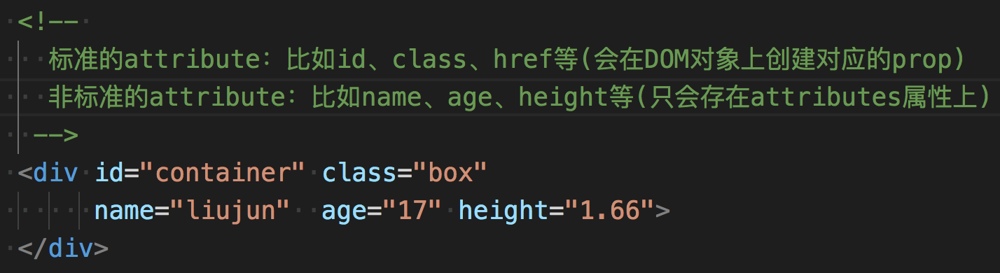 <!--
标准的attribute：比如id、class、href等(会在DOM对象上创建对应的prop)
非标准的attribute：比如name、age、height等(只会存在attributes属性上)
-->
<div id="container" class="box"
name="liujun"  age="17" height="1.66">
</div>